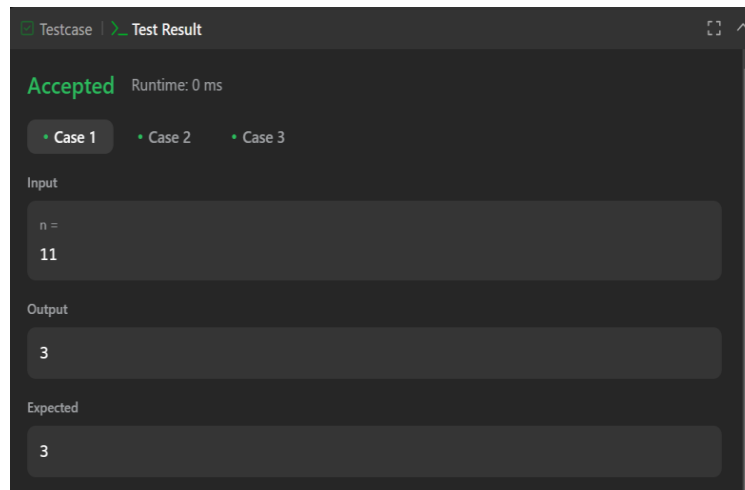 Testcase | >_ Test Result
Accepted Runtime: 0 ms
• Case 1 • Case 2 • Case 3
Input
n =
11
Output
3
Expected
3